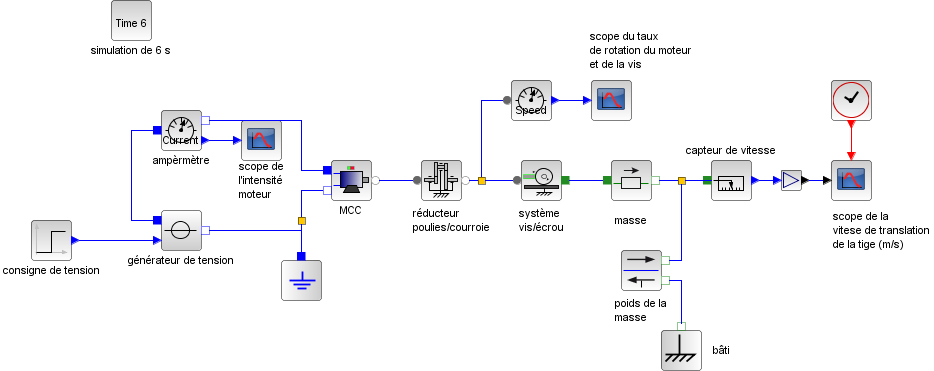 Time 6
simulation de 6 s
scope du taux
de rotation du moteur
et de la vis
Speed
Current
ampèrmètre
scope de
l'intensité
moteur
capteur de vitesse
MCC
réducteur
poulies/courroie
système
vis/écrou
masse
scope de la
vitese de translation
de la tige (m/s)
consigne de tension
générateur de tension
poids de la
masse
bâti